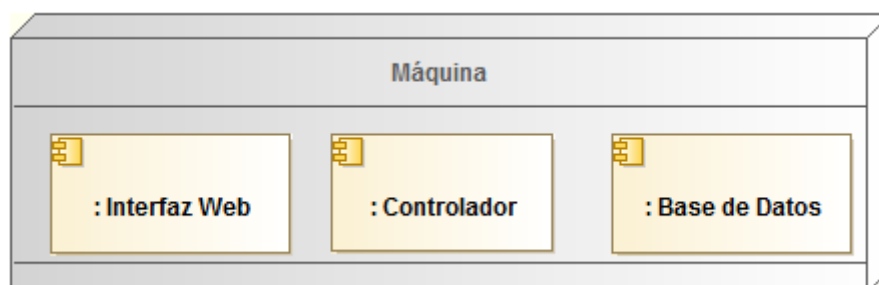 Máquina
: Interfaz Web
: Controlador
: Base de Datos